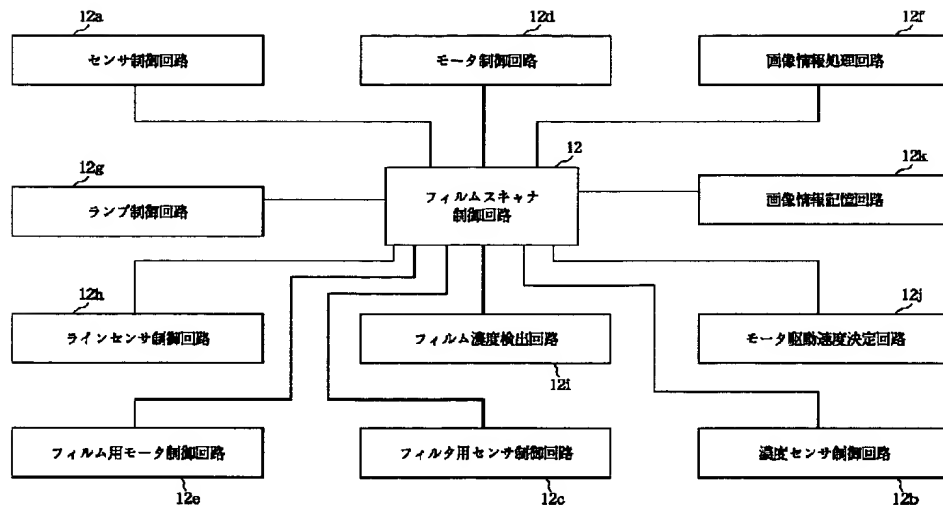 12a
センサ制御回路
12d
モータ制御回路
12f
画像情報処理回路
12g
ランプ制御回路
12
フィルムスキャナ
制御回路
12k
画像情報記憶回路
12h
ラインセンサ制御回路
フィルム濃度検出回路
12i
12j
モータ駆動速度決定回路
フィルム用モータ制御回路
12e
フィルタ用センサ制御回路
12c
濃度センサ制御回路
12b